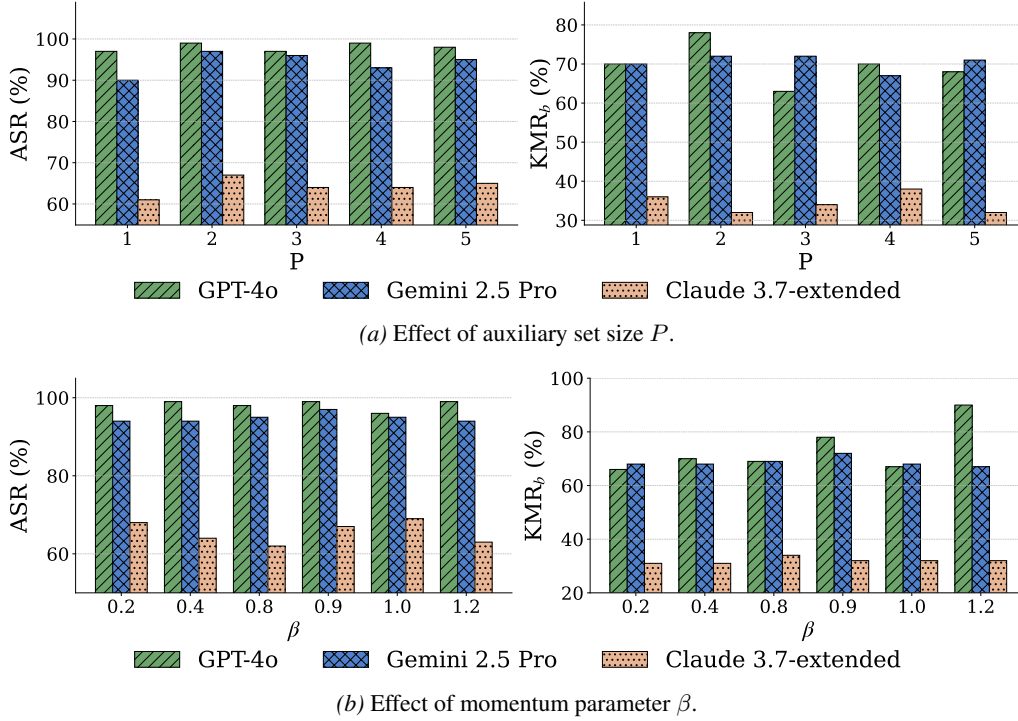 ASR (%)
100
90
80
70
60
1 2 3 4 5
P
KMR_b (%)
80
70
60
50
40
30
1 2 3 4 5
P
GPT-4o Gemini 2.5 Pro Claude 3.7-extended
(a) Effect of auxiliary set size P.
ASR (%)
100
80
60
0.2 0.4 0.8 0.9 1.0 1.2
β
KMR_b (%)
100
80
60
40
20
0.2 0.4 0.8 0.9 1.0 1.2
β
GPT-4o Gemini 2.5 Pro Claude 3.7-extended
(b) Effect of momentum parameter β.